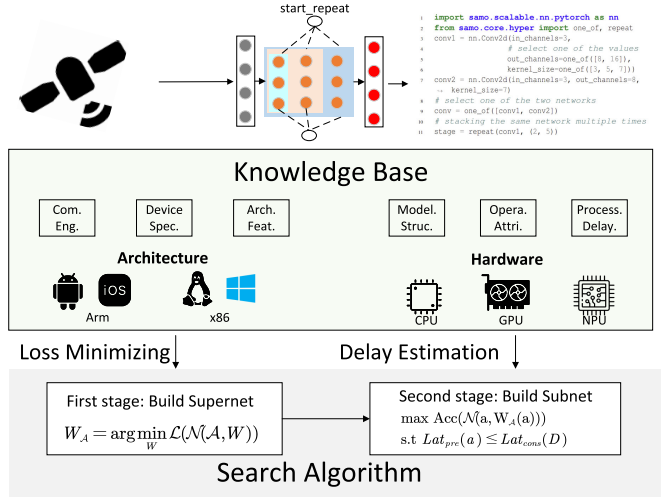 start_repeat
1 import samo.scalable.nn.pytorch as nn
2 from samo.core.hyper import one_of, repeat
3 conv1 = nn.Conv2d(in_channels=3,
4 # select one of the values
5 out_channels=one_of([8, 16]),
6 kernel_size=one_of([3, 5, 7]))
7 conv2 = nn.Conv2d(in_channels=3, out_channels=8,
↪ kernel_size=7)
8 # select one of the two networks
9 conv = one_of([conv1, conv2])
10 # stacking the same network multiple times
11 stage = repeat(conv1, (2, 5))
Knowledge Base
Com. Eng.
Device Spec.
Arch. Feat.
Model. Struc.
Opera. Attri.
Process. Delay.
Architecture
Hardware
iOS
Arm
x86
CPU
GPU
NPU
Loss Minimizing
Delay Estimation
First stage: Build Supernet
W_𝒜 = arg min_W ℒ(𝒩(𝒜, W))
Second stage: Build Subnet
max Acc(𝒩(a, W_𝒜(a)))
s.t Lat_pre(a) ≤ Lat_cons(D)
Search Algorithm